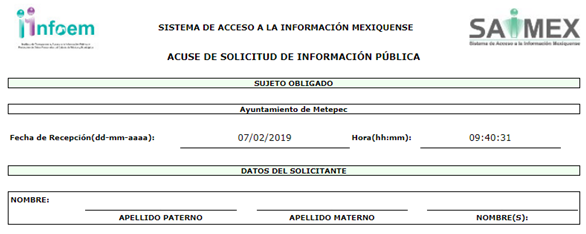 infoem
SISTEMA DE ACCESO A LA INFORMACIÓN MEXIQUENSE
SAIMEX
Sistema de Acceso a la Información Mexiquense
ACUSE DE SOLICITUD DE INFORMACIÓN PÚBLICA
SUJETO OBLIGADO
Ayuntamiento de Metepec
Fecha de Recepción(dd-mm-aaaa): 07/02/2019 Hora(hh:mm): 09:40:31
DATOS DEL SOLICITANTE
NOMBRE:
APELLIDO PATERNO APELLIDO MATERNO NOMBRE(S):